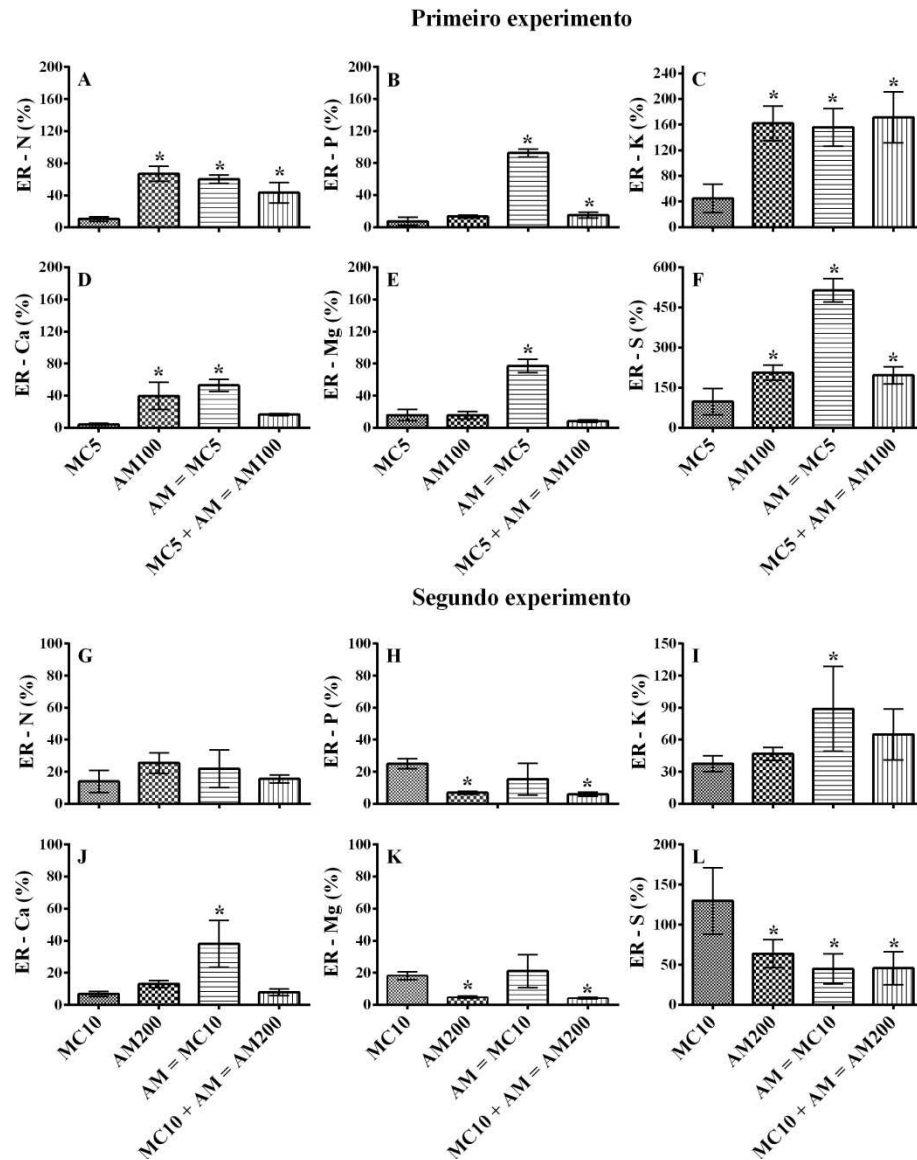 Primeiro experimento
A
ER - N (%)
200
160
120
80
40
0
*
*
*
B
ER - P (%)
200
160
120
80
40
0
*
*
C
ER - K (%)
240
200
160
120
80
40
0
*
*
*
D
ER - Ca (%)
200
160
120
80
40
0
*
*
E
ER - Mg (%)
200
160
120
80
40
0
*
F
ER - S (%)
600
450
300
150
0
*
*
*
MC5
AM100
AM = MC5
MC5 + AM = AM100
MC5
AM100
AM = MC5
MC5 + AM = AM100
MC5
AM100
AM = MC5
MC5 + AM = AM100
Segundo experimento
G
ER - N (%)
100
80
60
40
20
0
H
ER - P (%)
100
80
60
40
20
0
*
*
I
ER - K (%)
150
120
90
60
30
0
*
J
ER - Ca (%)
100
80
60
40
20
0
*
K
ER - Mg (%)
100
80
60
40
20
0
*
*
L
ER - S (%)
200
150
100
50
0
*
*
*
MC10
AM200
AM = MC10
MC10 + AM = AM200
MC10
AM200
AM = MC10
MC10 + AM = AM200
MC10
AM200
AM = MC10
MC10 + AM = AM200